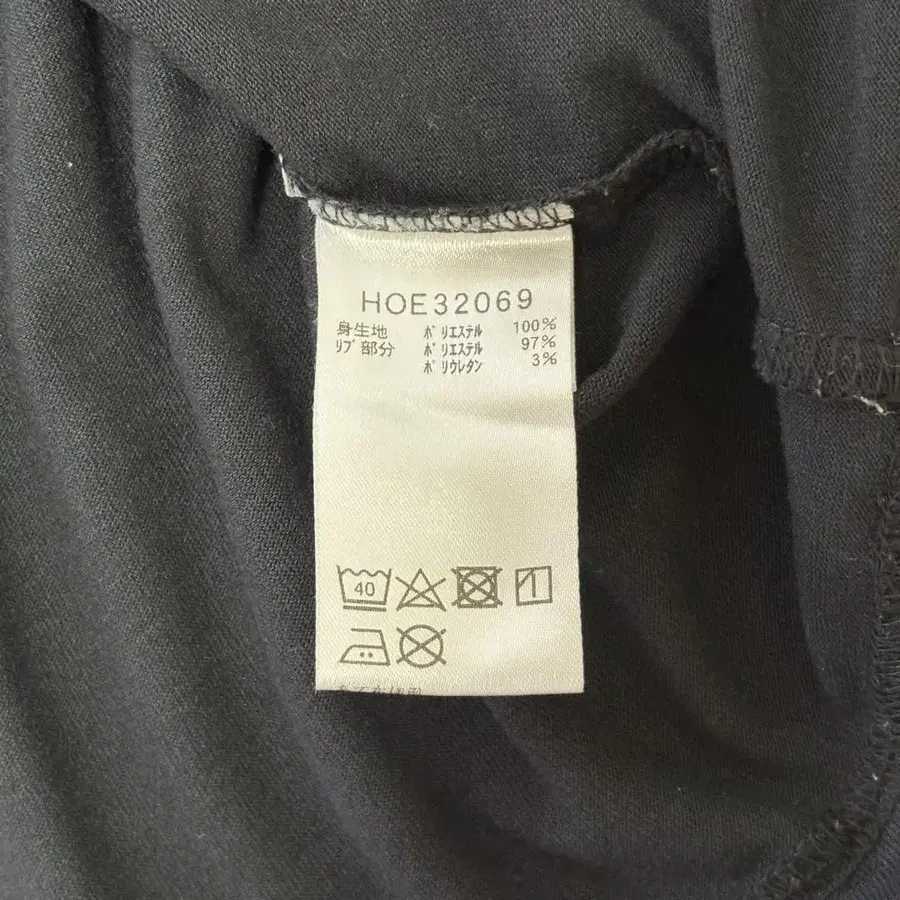 HOE32069
身生地 ポリエステル 100%
リブ部分 ポリエステル 97%
ポリウレタン 3%
40